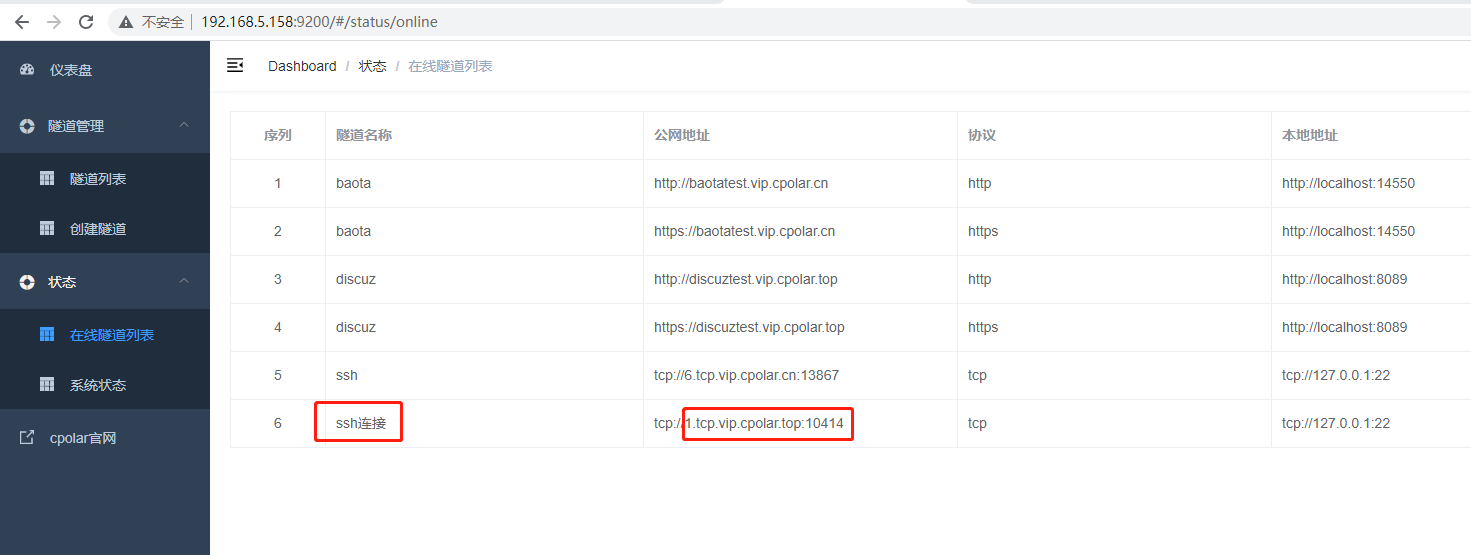 不安全 | 192.168.5.158:9200/#/status/online
仪表盘
隧道管理
隧道列表
创建隧道
状态
在线隧道列表
系统状态
cpolar官网
Dashboard / 状态 / 在线隧道列表
序列 隧道名称 公网地址 协议 本地地址
1 baota http://baotatest.vip.cpolar.cn http http://localhost:14550
2 baota https://baotatest.vip.cpolar.cn https http://localhost:14550
3 discuz http://discuztest.vip.cpolar.top http http://localhost:8089
4 discuz https://discuztest.vip.cpolar.top https http://localhost:8089
5 ssh tcp://6.tcp.vip.cpolar.cn:13867 tcp tcp://127.0.0.1:22
6 ssh连接 tcp://1.tcp.vip.cpolar.top:10414 tcp tcp://127.0.0.1:22